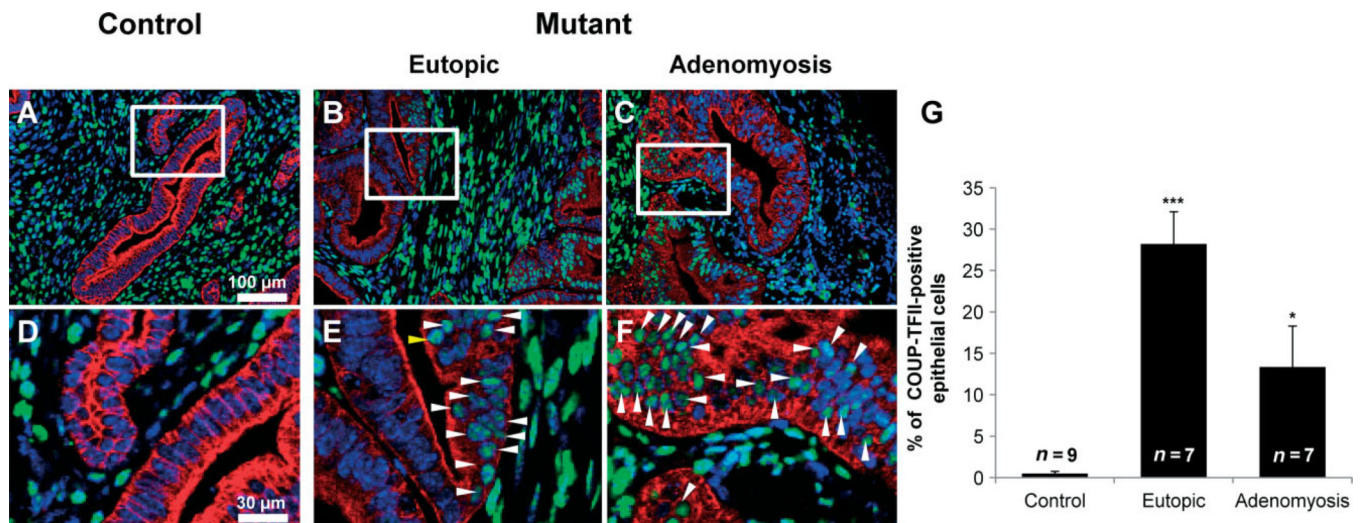 Control
Mutant
Eutopic
Adenomyosis
A
B
C
G
100 µm
D
E
F
30 µm
% of COUP-TFII-positive
epithelial cells
35
30
25
20
15
10
5
0
***
*
n = 9
n = 7
n = 7
Control
Eutopic
Adenomyosis